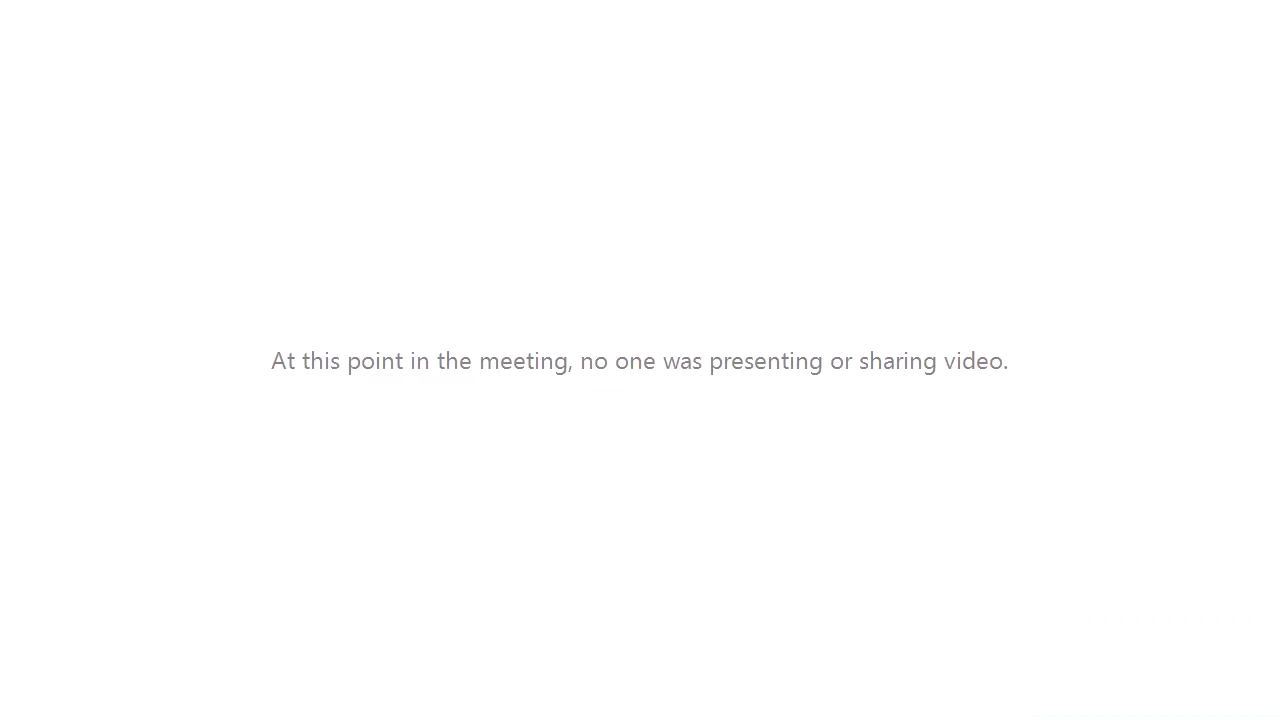 At this point in the meeting, no one was presenting or sharing video.